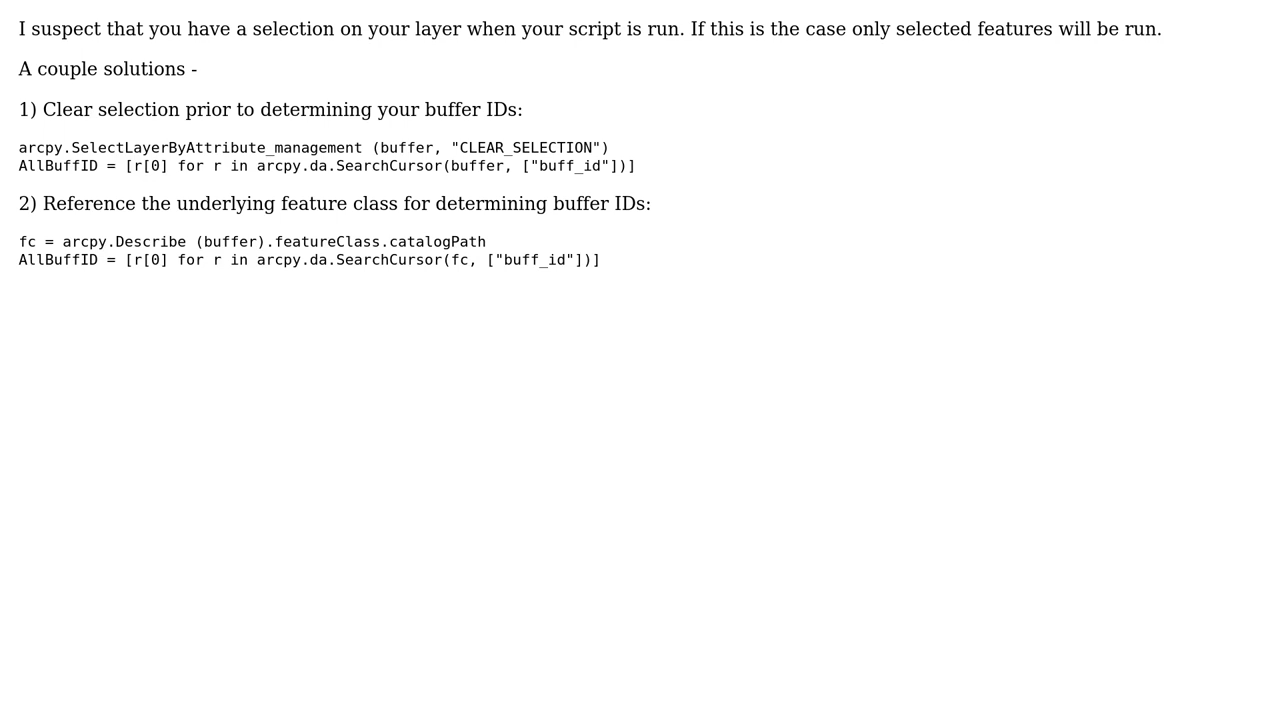 I suspect that you have a selection on your layer when your script is run. If this is the case only selected features will be run.
A couple solutions -
1) Clear selection prior to determining your buffer IDs:
arcpy.SelectLayerByAttribute_management (buffer, "CLEAR_SELECTION")
AllBuffID = [r[0] for r in arcpy.da.SearchCursor(buffer, ["buff_id"])]
2) Reference the underlying feature class for determining buffer IDs:
fc = arcpy.Describe (buffer).featureClass.catalogPath
AllBuffID = [r[0] for r in arcpy.da.SearchCursor(fc, ["buff_id"])]